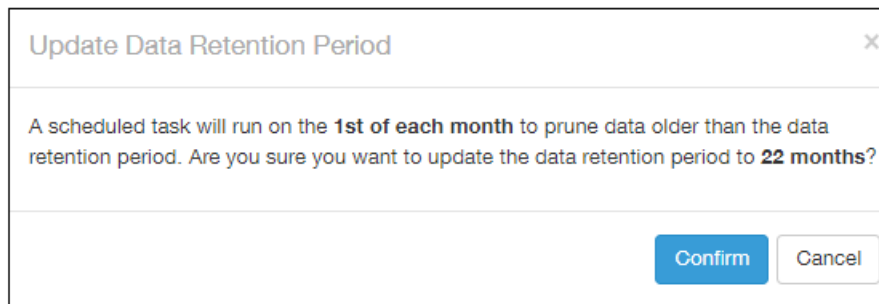 Update Data Retention Period ×
A scheduled task will run on the 1st of each month to prune data older than the data
retention period. Are you sure you want to update the data retention period to 22 months?
Confirm Cancel